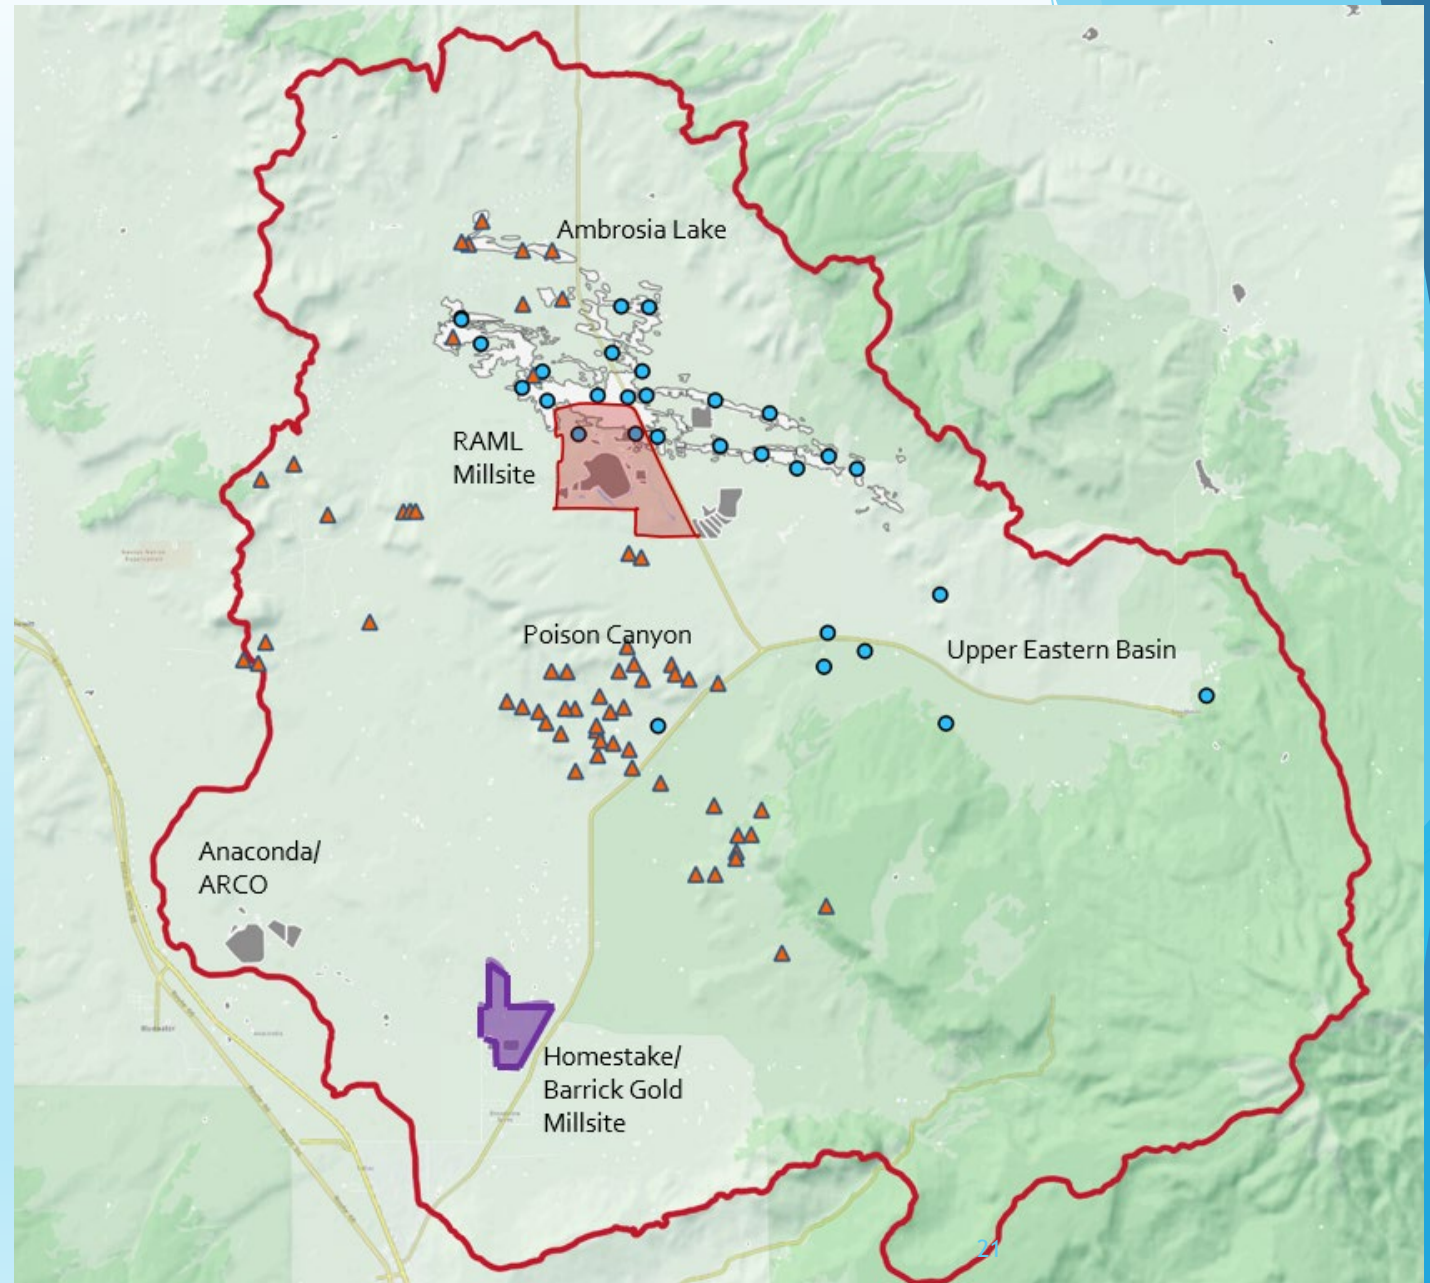 Ambrosia Lake
RAML
Millsite
Poison Canyon
Upper Eastern Basin
Anaconda/
ARCO
Homestake/
Barrick Gold
Millsite
21